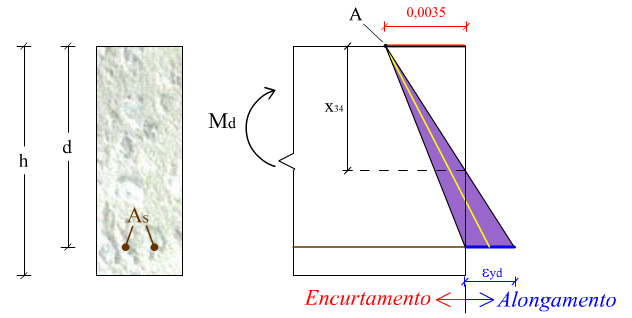 A
0,0035
h
d
Md
x34
As
εyd
Encurtamento
Alongamento